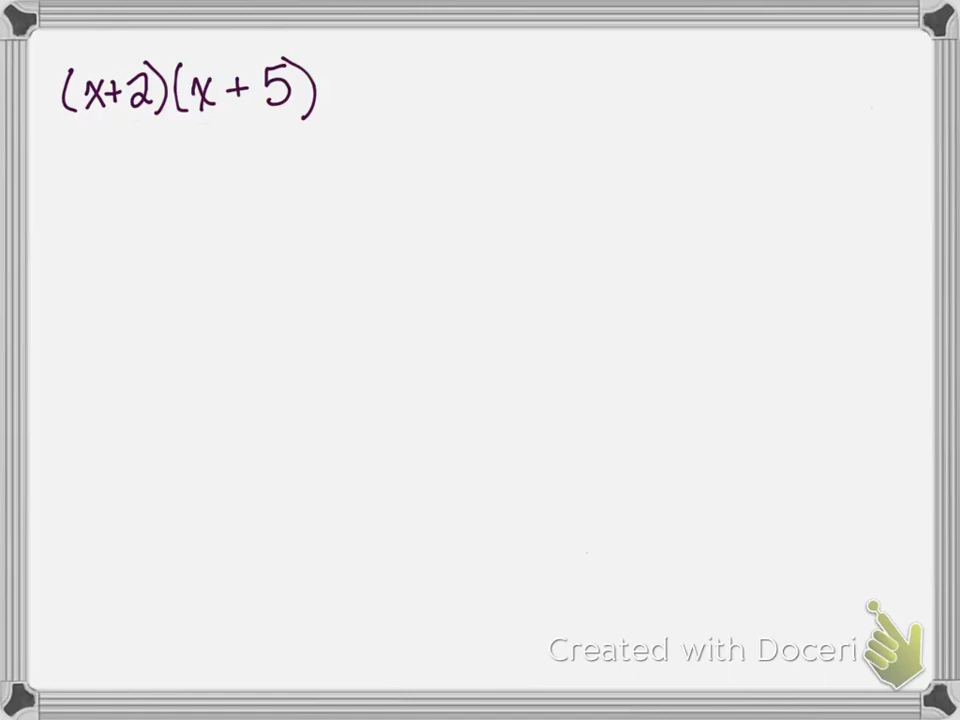 (x+2)(x + 5)
Created with Doceri